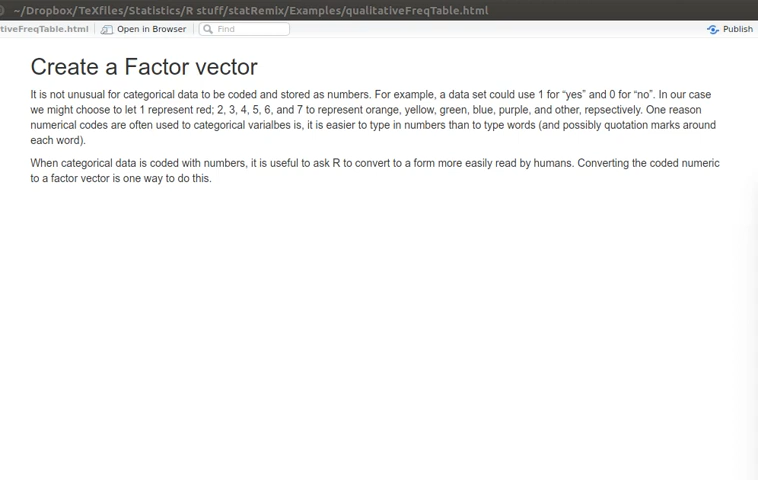 ~/Dropbox/TeXfiles/Statistics/R stuff/statRemix/Examples/qualitativeFreqTable.html
tiveFreqTable.html Open in Browser Find Publish
Create a Factor vector
It is not unusual for categorical data to be coded and stored as numbers. For example, a data set could use 1 for “yes” and 0 for “no”. In our case
we might choose to let 1 represent red; 2, 3, 4, 5, 6, and 7 to represent orange, yellow, green, blue, purple, and other, repsectively. One reason
numerical codes are often used to categorical varialbes is, it is easier to type in numbers than to type words (and possibly quotation marks around
each word).
When categorical data is coded with numbers, it is useful to ask R to convert to a form more easily read by humans. Converting the coded numeric
to a factor vector is one way to do this.